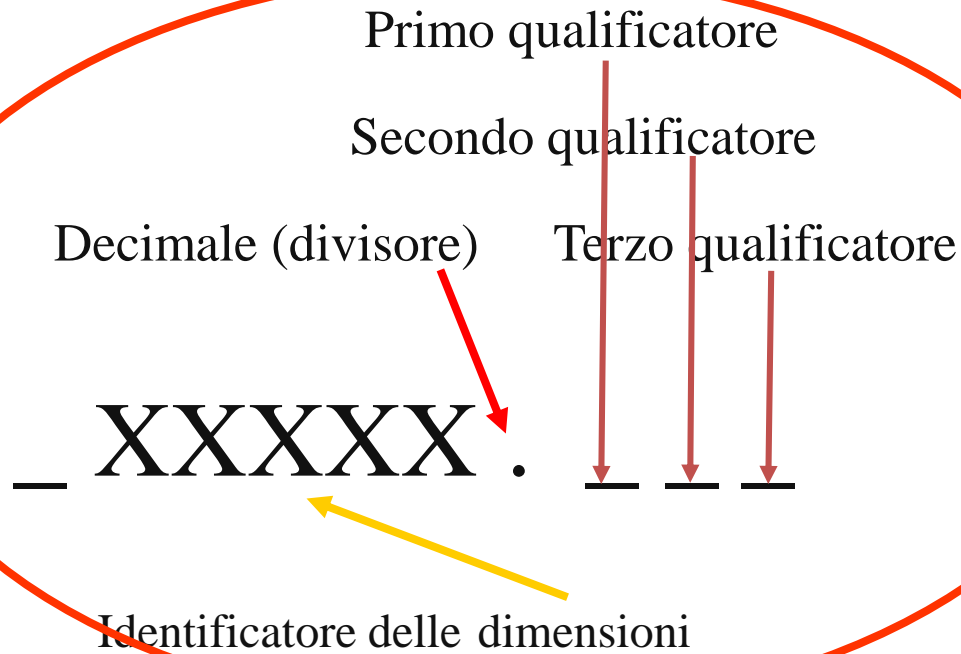 Primo qualificatore
Secondo qualificatore
Decimale (divisore) Terzo qualificatore
_ XXXXX . _ _ _
Identificatore delle dimensioni